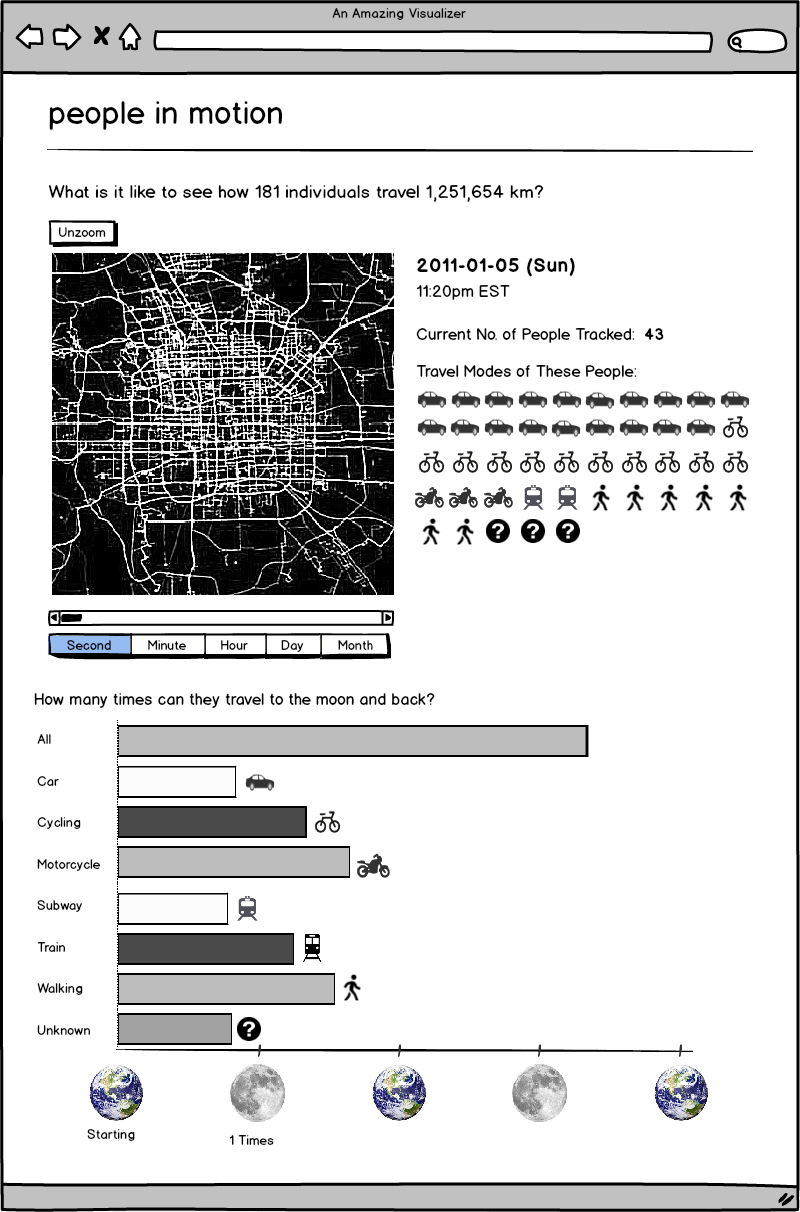 An Amazing Visualizer
people in motion
What is it like to see how 181 individuals travel 1,251,654 km?
Unzoom
2011-01-05 (Sun)
11:20pm EST
Current No. of People Tracked: 43
Travel Modes of These People:
? ? ?
Second Minute Hour Day Month
How many times can they travel to the moon and back?
All
Car
Cycling
Motorcycle
Subway
Train
Walking
Unknown ?
Starting
1 Times